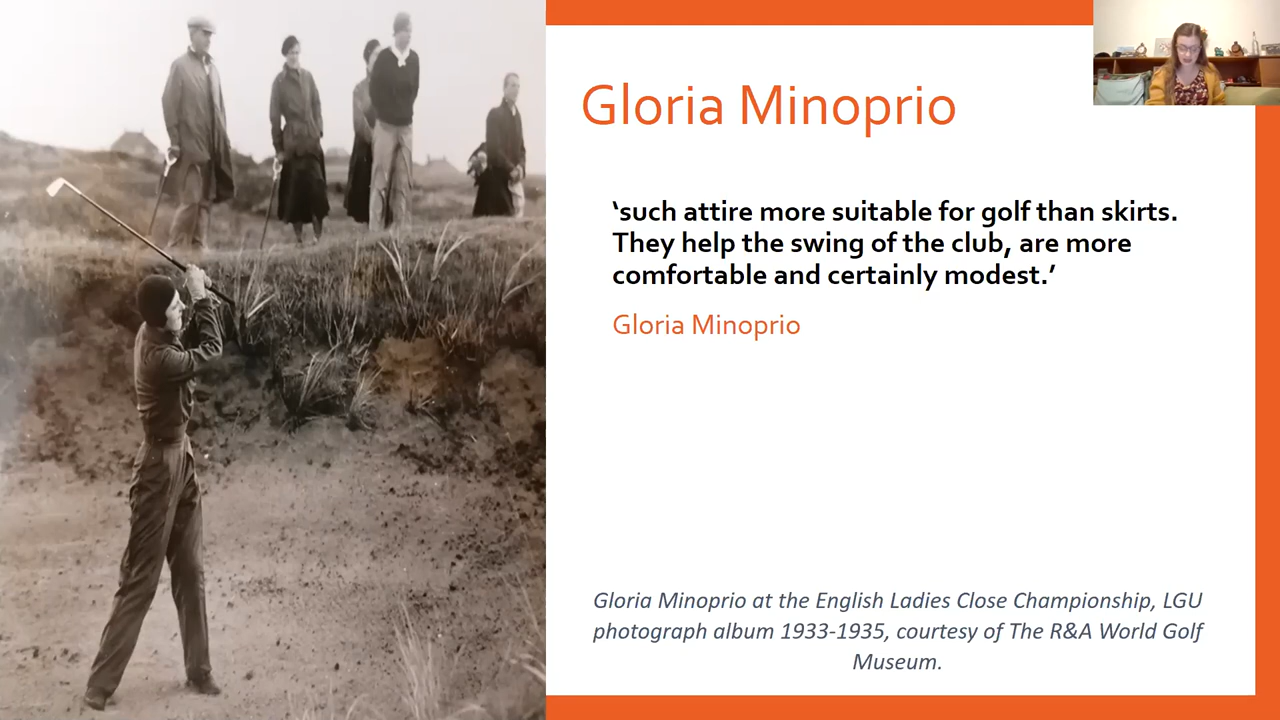 Gloria Minoprio
‘such attire more suitable for golf than skirts.
They help the swing of the club, are more
comfortable and certainly modest.’
Gloria Minoprio
Gloria Minoprio at the English Ladies Close Championship, LGU
photograph album 1933-1935, courtesy of The R&A World Golf
Museum.